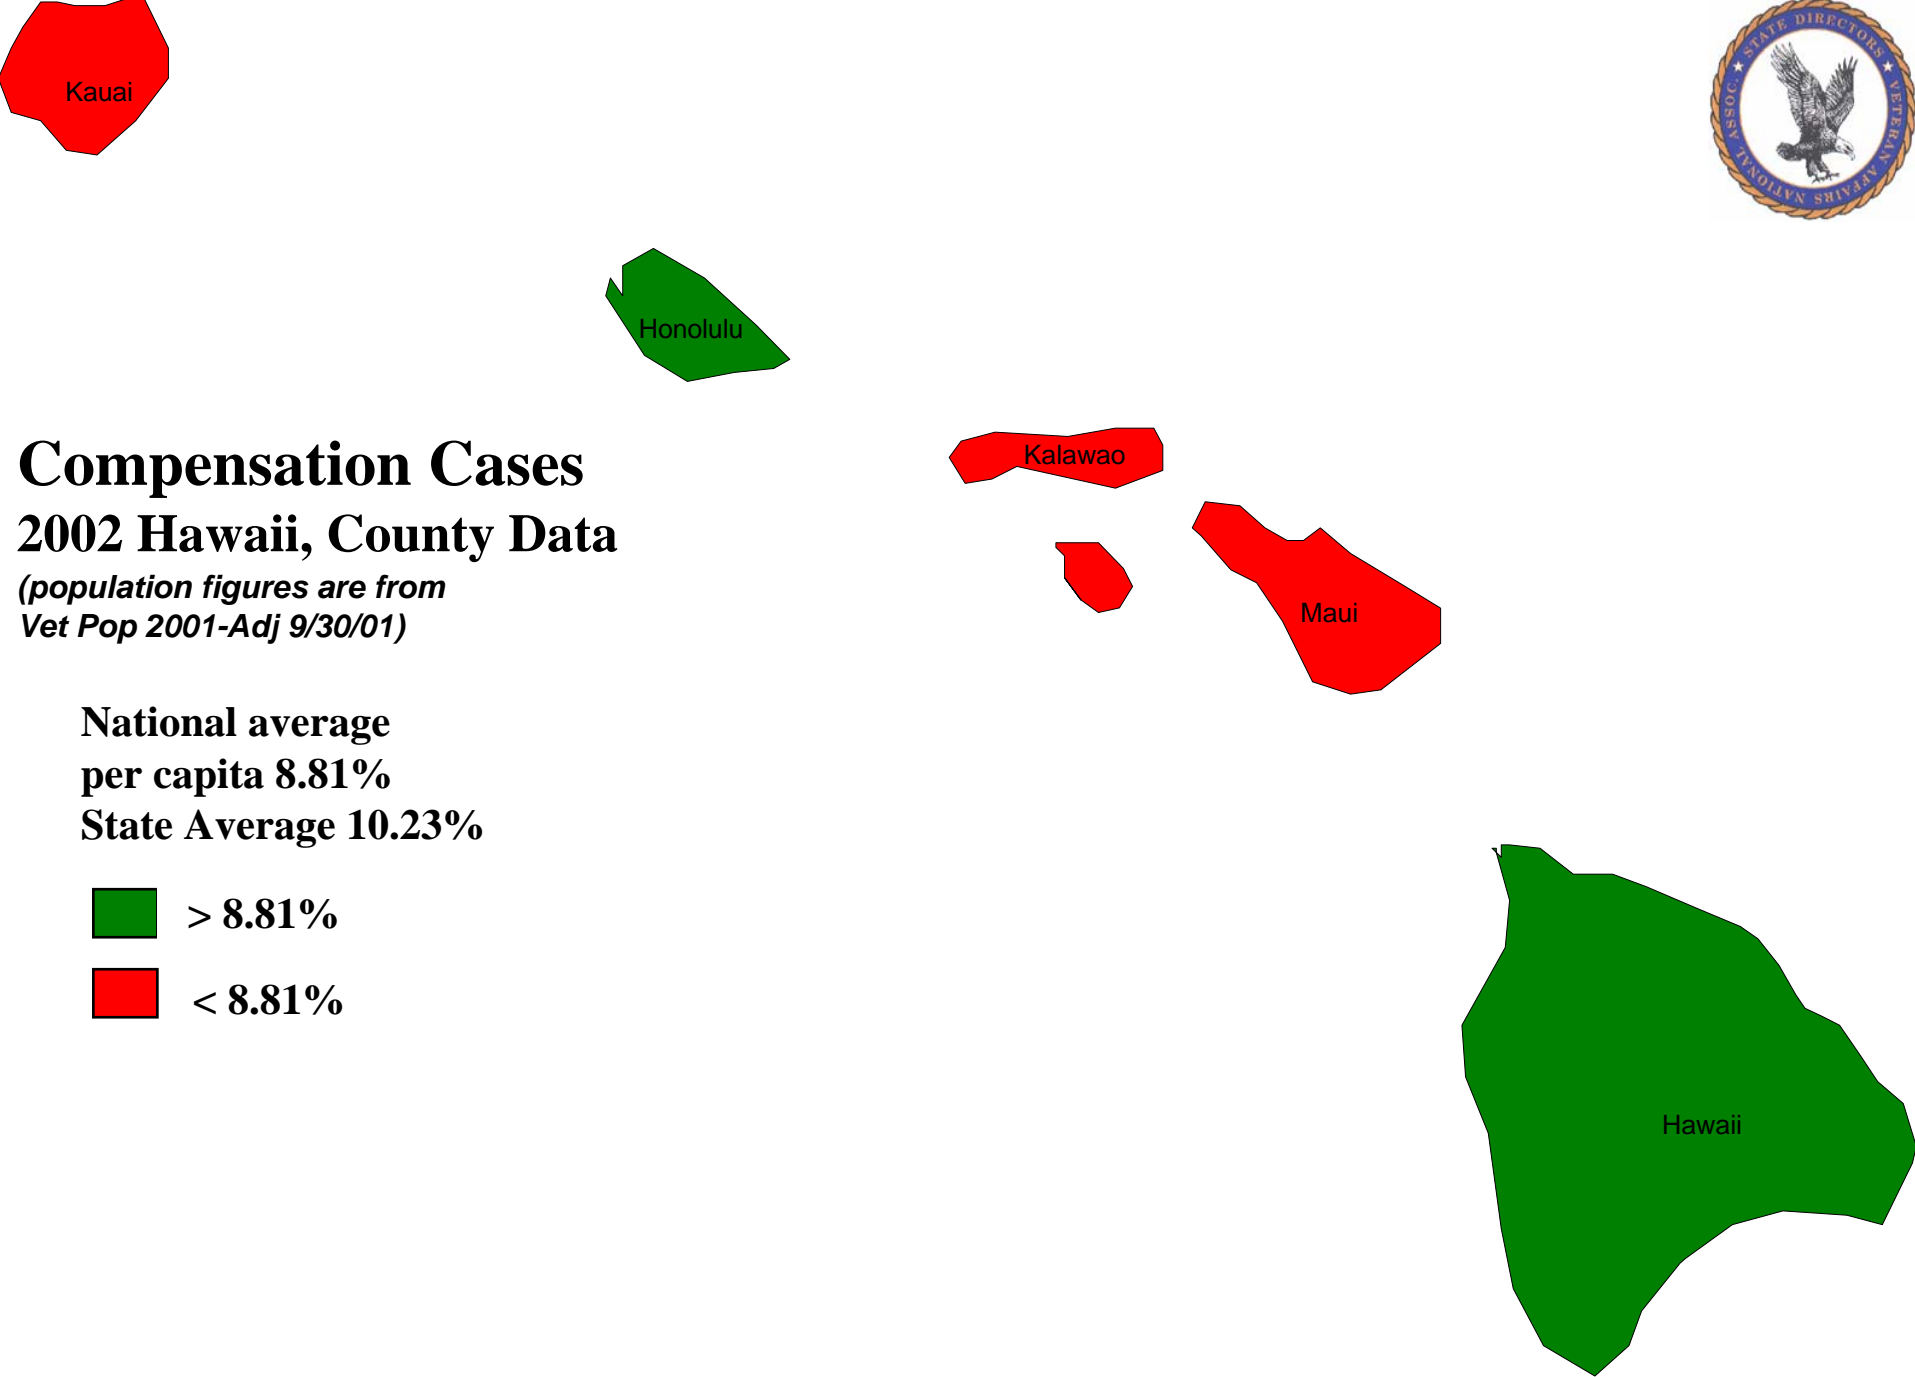 Kauai
STATE DIRECTORS ★ VETERAN AFFAIRS NATIONAL ASSOC. ★
Honolulu
Kalawao
Compensation Cases
2002 Hawaii, County Data
(population figures are from
Vet Pop 2001-Adj 9/30/01)
Maui
National average
per capita 8.81%
State Average 10.23%
> 8.81%
< 8.81%
Hawaii